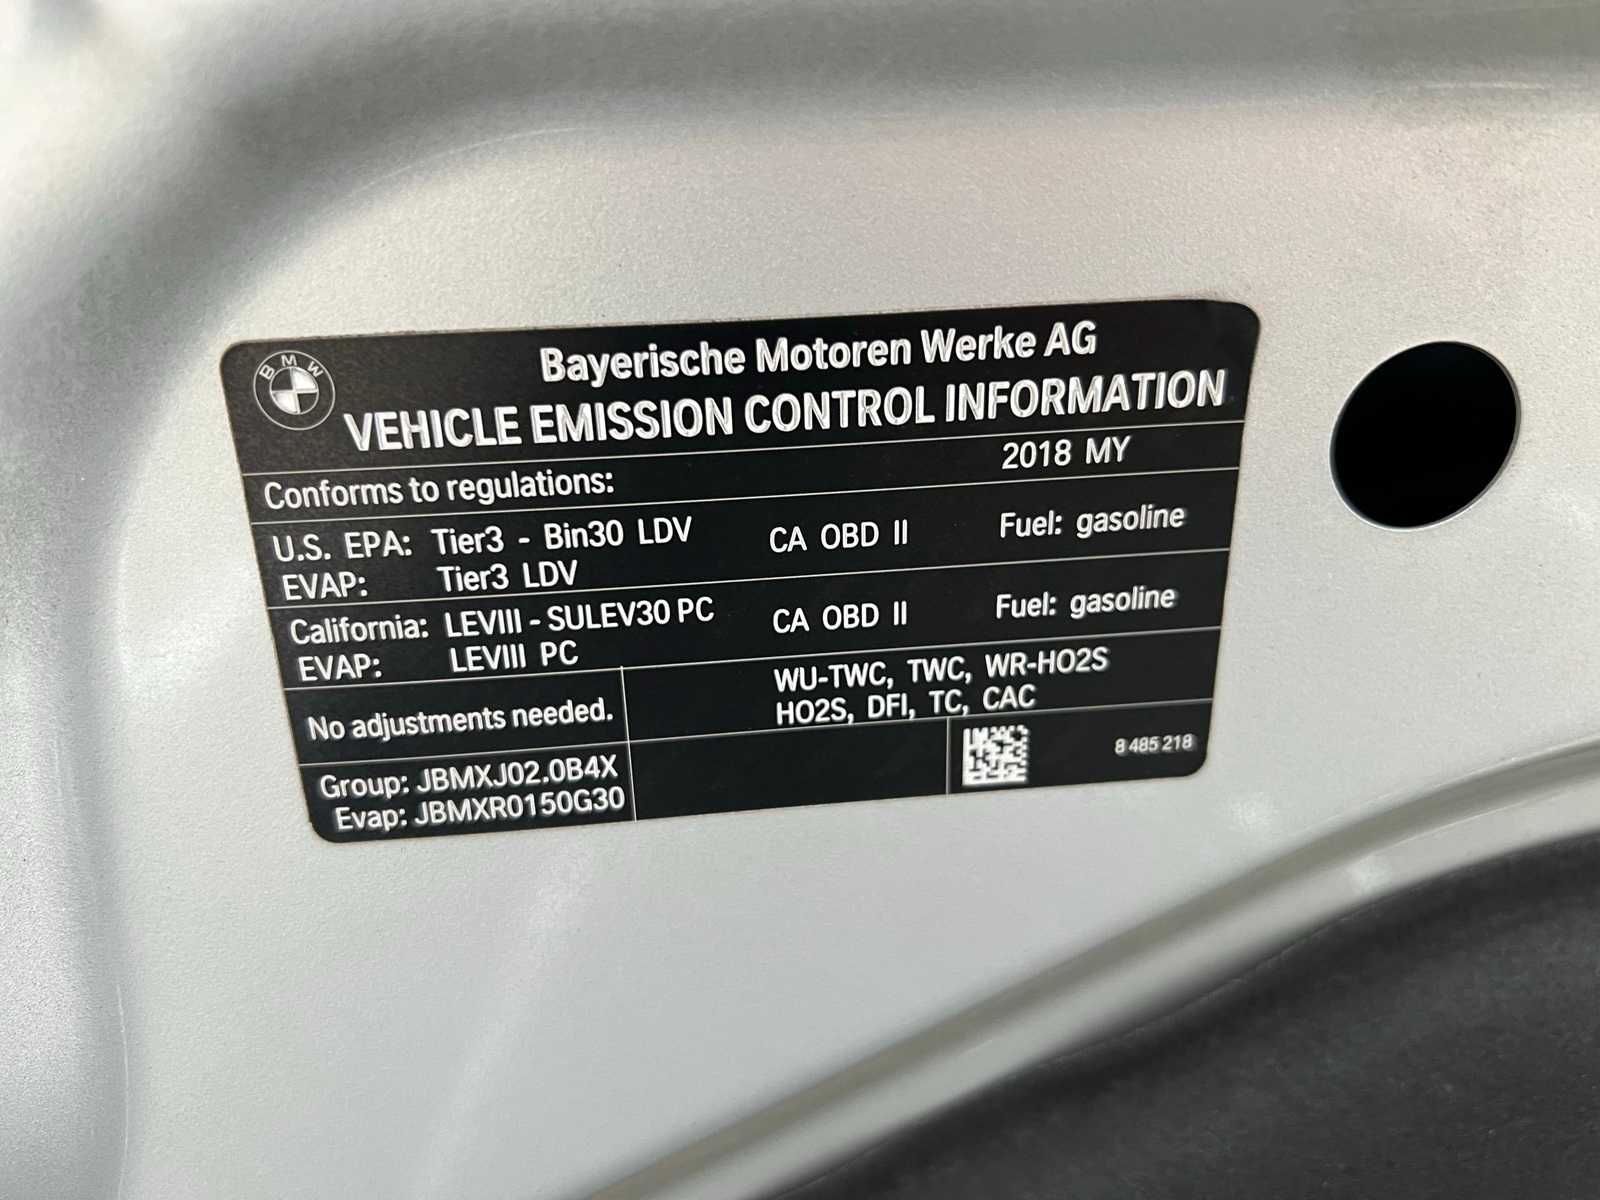 BMW
Bayerische Motoren Werke AG
VEHICLE EMISSION CONTROL INFORMATION
Conforms to regulations: 2018 MY
U.S. EPA: Tier3 - Bin30 LDV CA OBD II Fuel: gasoline
EVAP: Tier3 LDV
California: LEVIII - SULEV30 PC CA OBD II Fuel: gasoline
EVAP: LEVIII PC
No adjustments needed.
WU-TWC, TWC, WR-HO2S
HO2S, DFI, TC, CAC
Group: JBMXJ02.0B4X
Evap: JBMXR0150G30
8 485 218